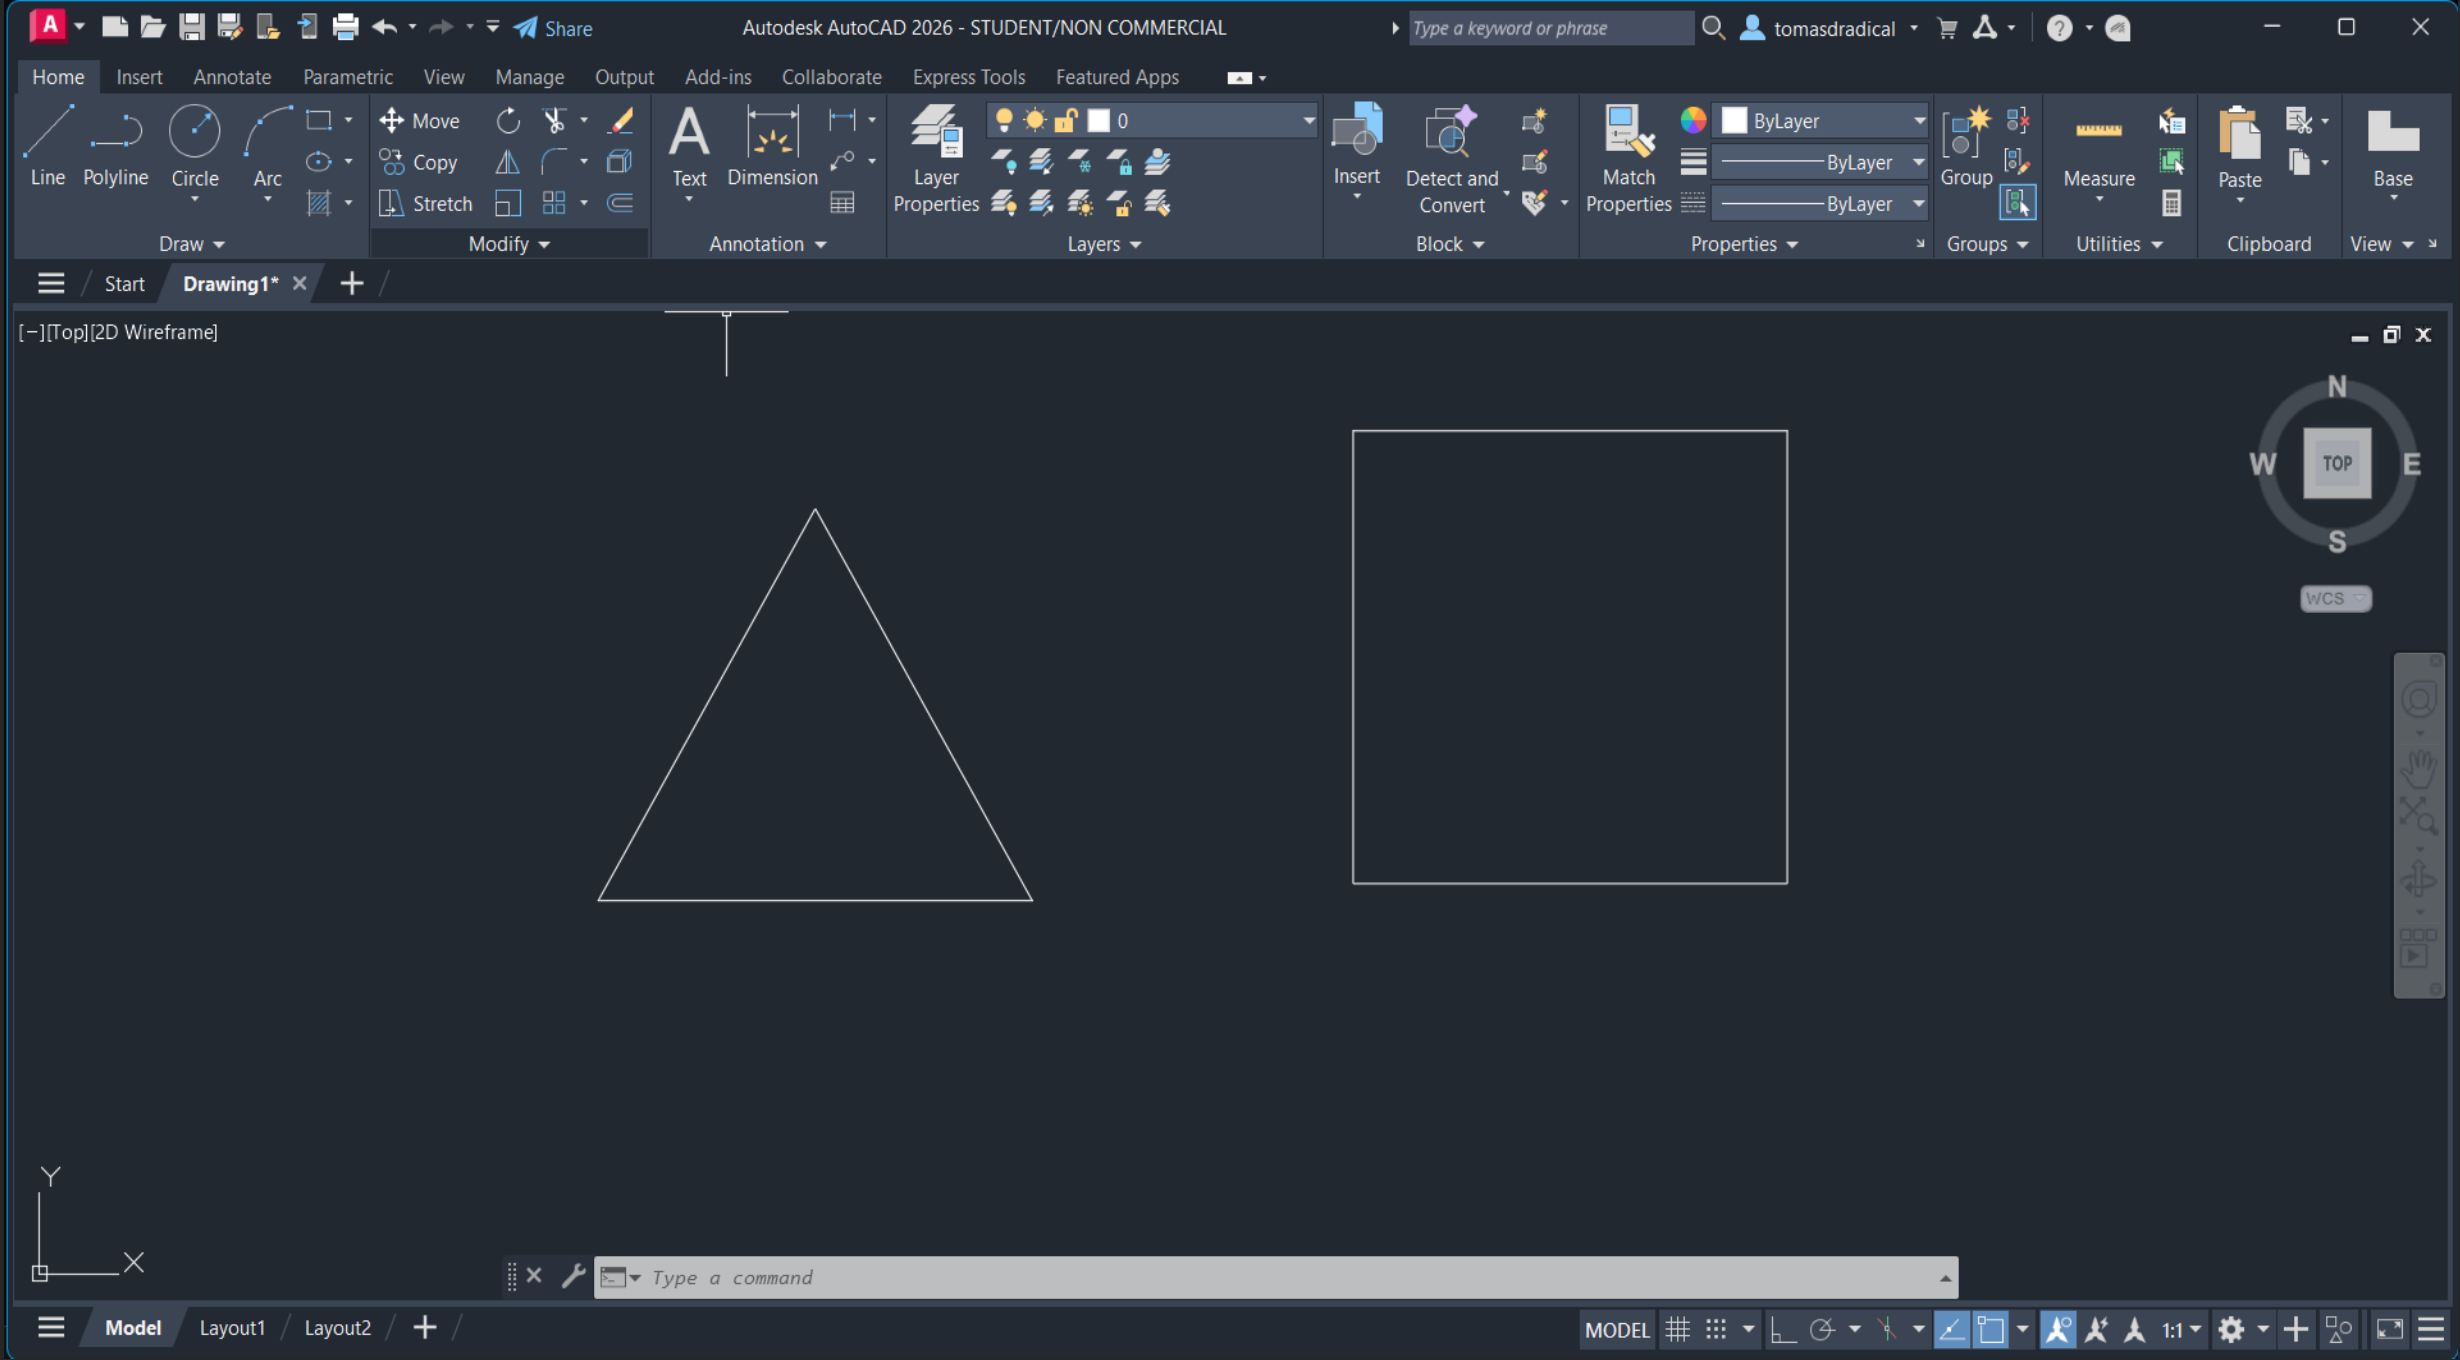 A Share Autodesk AutoCAD 2026 - STUDENT/NON COMMERCIAL Type a keyword or phrase tomasdradical
Home Insert Annotate Parametric View Manage Output Add-ins Collaborate Express Tools Featured Apps
Line Polyline Circle Arc
Draw
Move
Copy
Stretch
Modify
A
Text Dimension
Annotation
Layer Properties
0
Layers
Insert
Detect and Convert
Block
Match Properties
ByLayer
ByLayer
ByLayer
Properties
Group
Groups
Measure
Utilities
Paste
Clipboard
Base
View
Start Drawing1*
[−][Top][2D Wireframe]
N
W TOP E
S
WCS
Y
X
Type a command
Model Layout1 Layout2 MODEL 1:1